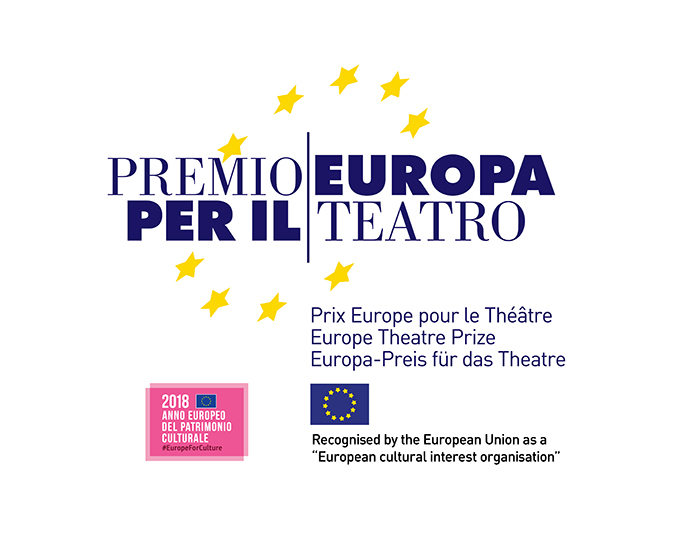 PREMIO EUROPA
PER IL TEATRO
Prix Europe pour le Théâtre
Europe Theatre Prize
Europa-Preis für das Theatre
2018
ANNO EUROPEO
DEL PATRIMONIO
CULTURALE
#EuropeForCulture
Recognised by the European Union as a
“European cultural interest organisation”